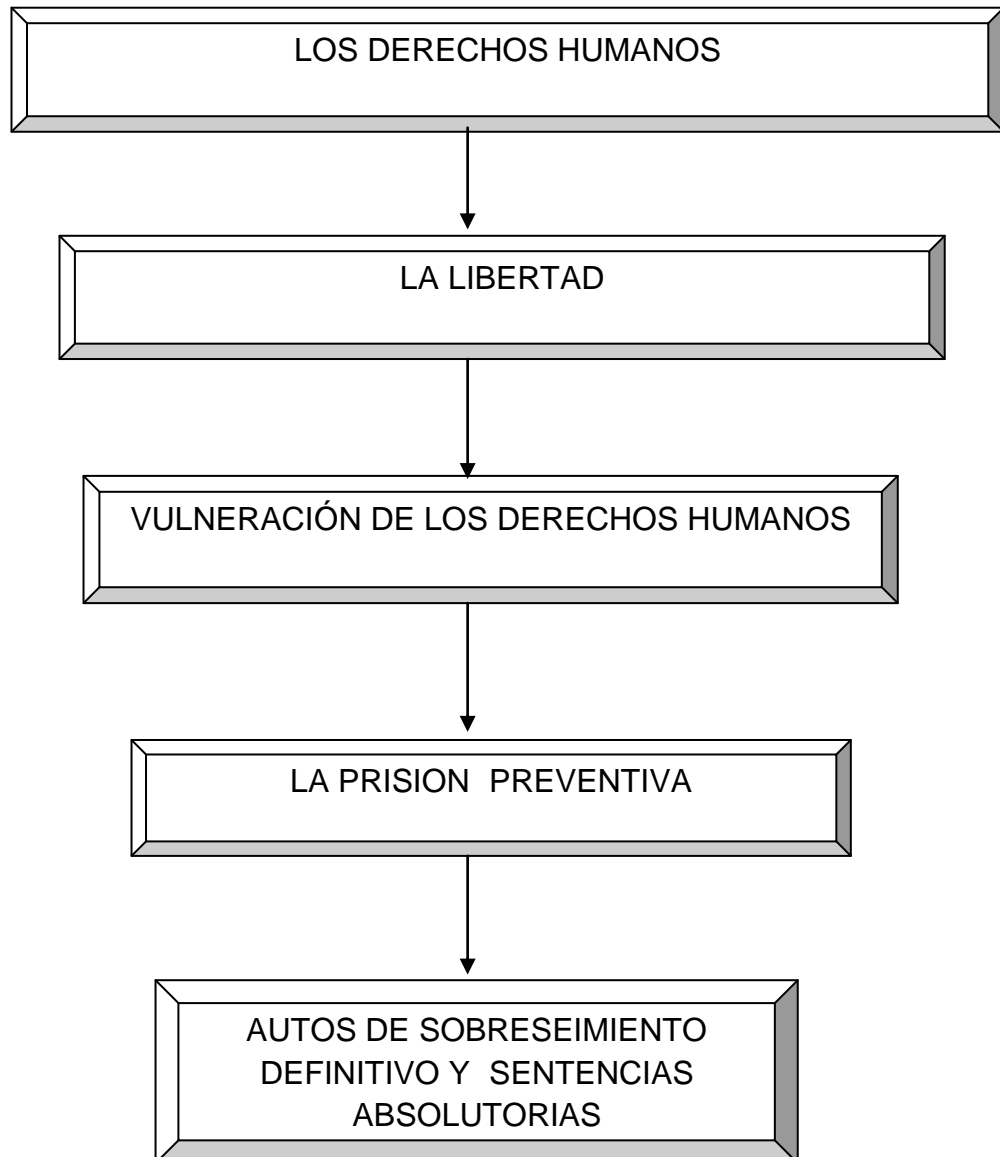 LOS DERECHOS HUMANOS
LA LIBERTAD
VULNERACIÓN DE LOS DERECHOS HUMANOS
LA PRISION  PREVENTIVA
AUTOS DE SOBRESEIMIENTO
DEFINITIVO Y  SENTENCIAS
ABSOLUTORIAS